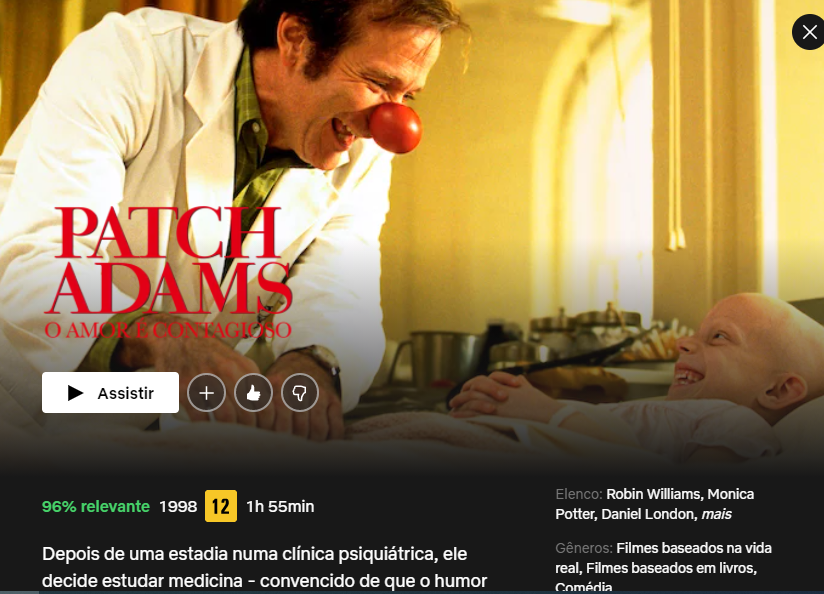 PATCH
ADAMS
O AMOR É CONTAGIOSO
Assistir
96% relevante 1998 12 1h 55min
Depois de uma estadia numa clínica psiquiátrica, ele
decide estudar medicina - convencido de que o humor
Elenco: Robin Williams, Monica
Potter, Daniel London, mais
Gêneros: Filmes baseados na vida
real, Filmes baseados em livros,
Comédia